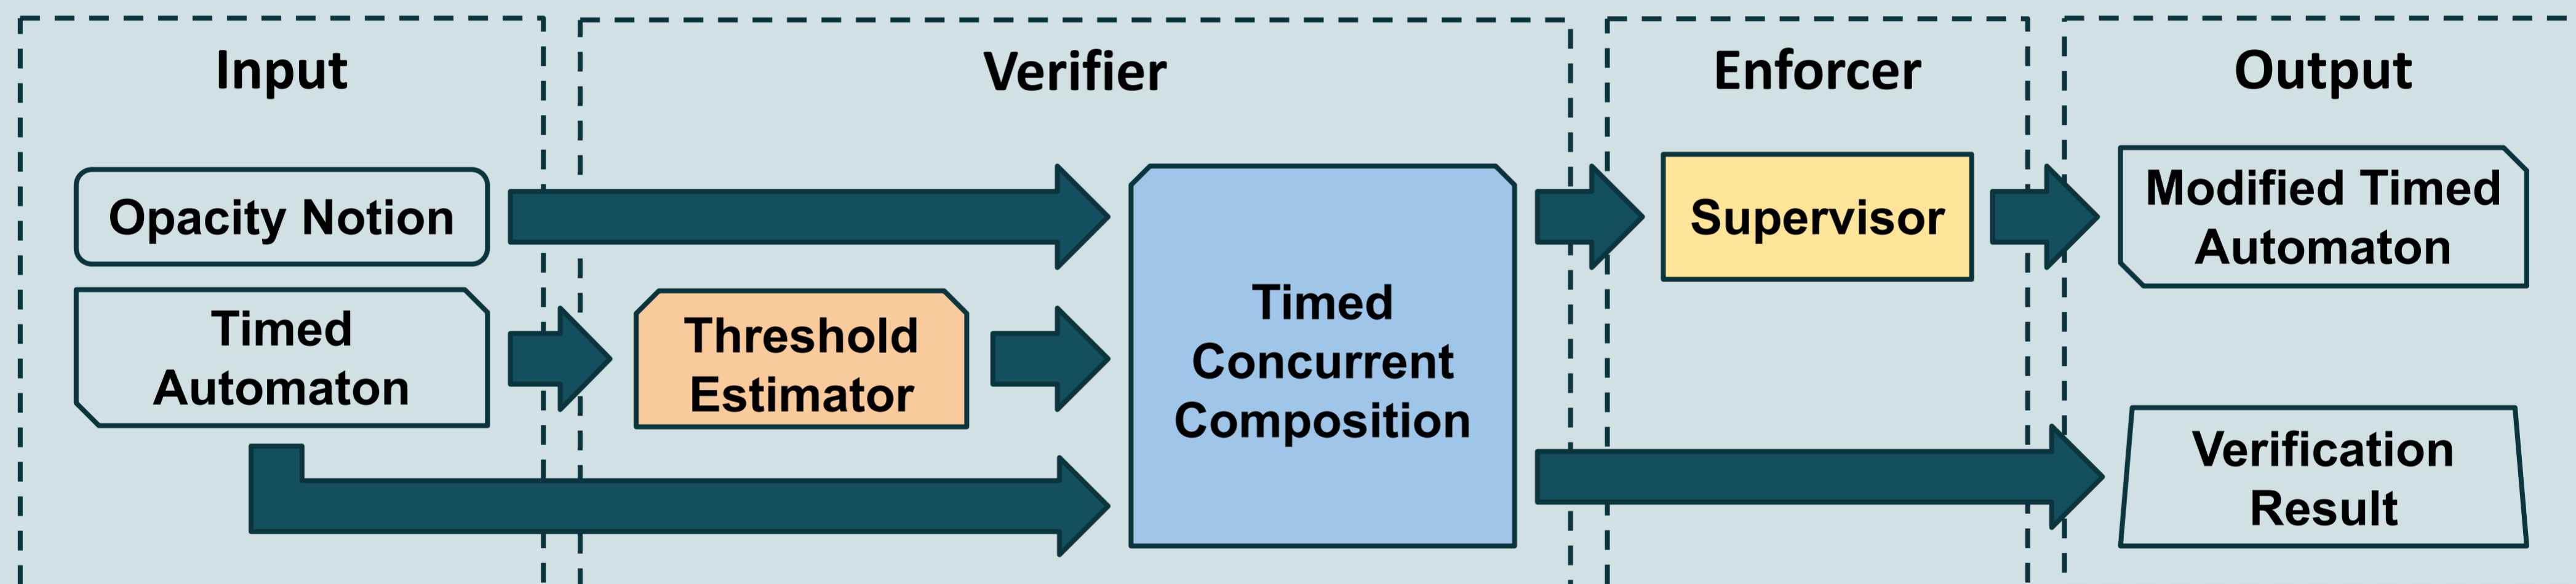 Input
Verifier
Enforcer
Output
Opacity Notion
Timed
Automaton
Threshold
Estimator
Timed
Concurrent
Composition
Supervisor
Modified Timed
Automaton
Verification
Result